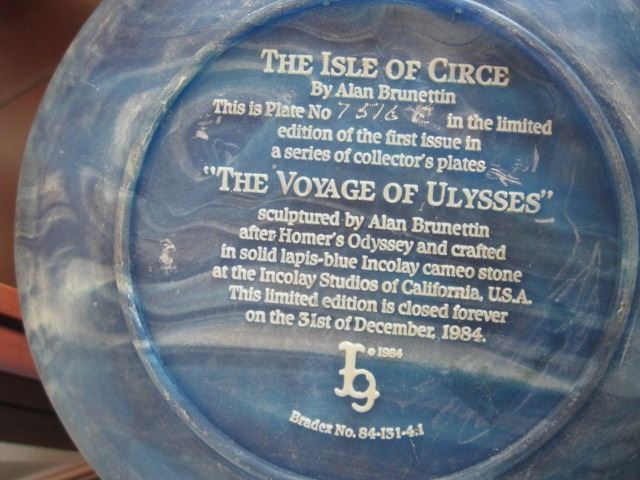 THE ISLE OF CIRCE
By Alan Brunettin
This is Plate No 7516 in the limited
edition of the first issue in
a series of collector's plates
"THE VOYAGE OF ULYSSES"
sculptured by Alan Brunettin
after Homer's Odyssey and crafted
in solid lapis-blue Incolay cameo stone
at the Incolay Studios of California, U.S.A.
This limited edition is closed forever
on the 31st of December, 1984.
© 1984
Bradex No. 84-I31-4.1